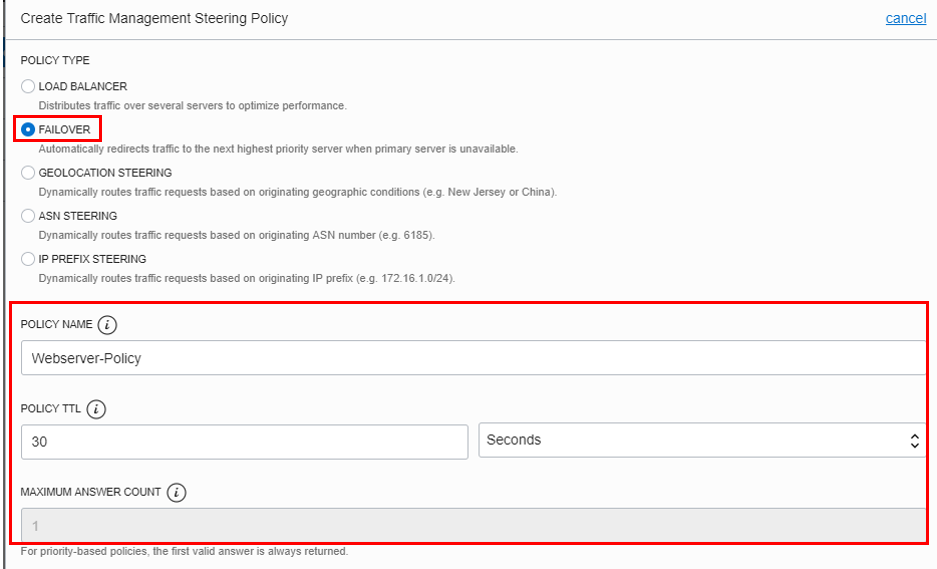 Create Traffic Management Steering Policy cancel
POLICY TYPE
LOAD BALANCER
Distributes traffic over several servers to optimize performance.
FAILOVER
Automatically redirects traffic to the next highest priority server when primary server is unavailable.
GEOLOCATION STEERING
Dynamically routes traffic requests based on originating geographic conditions (e.g. New Jersey or China).
ASN STEERING
Dynamically routes traffic requests based on originating ASN number (e.g. 6185).
IP PREFIX STEERING
Dynamically routes traffic requests based on originating IP prefix (e.g. 172.16.1.0/24).
POLICY NAME i
Webserver-Policy
POLICY TTL i
30 Seconds
MAXIMUM ANSWER COUNT i
1
For priority-based policies, the first valid answer is always returned.